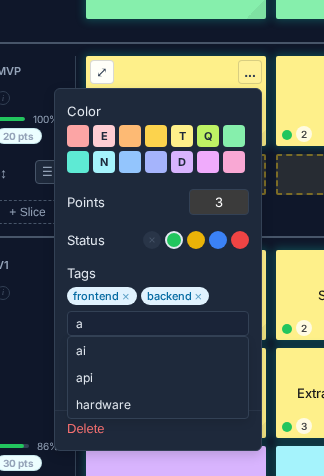 MVP
...
100%
20 pts
+ Slice
V1
86%
30 pts
Color
E T Q
N D
Points
3
Status
×
Tags
frontend × backend ×
a
ai
api
hardware
Delete
2
2
S
Extra
3